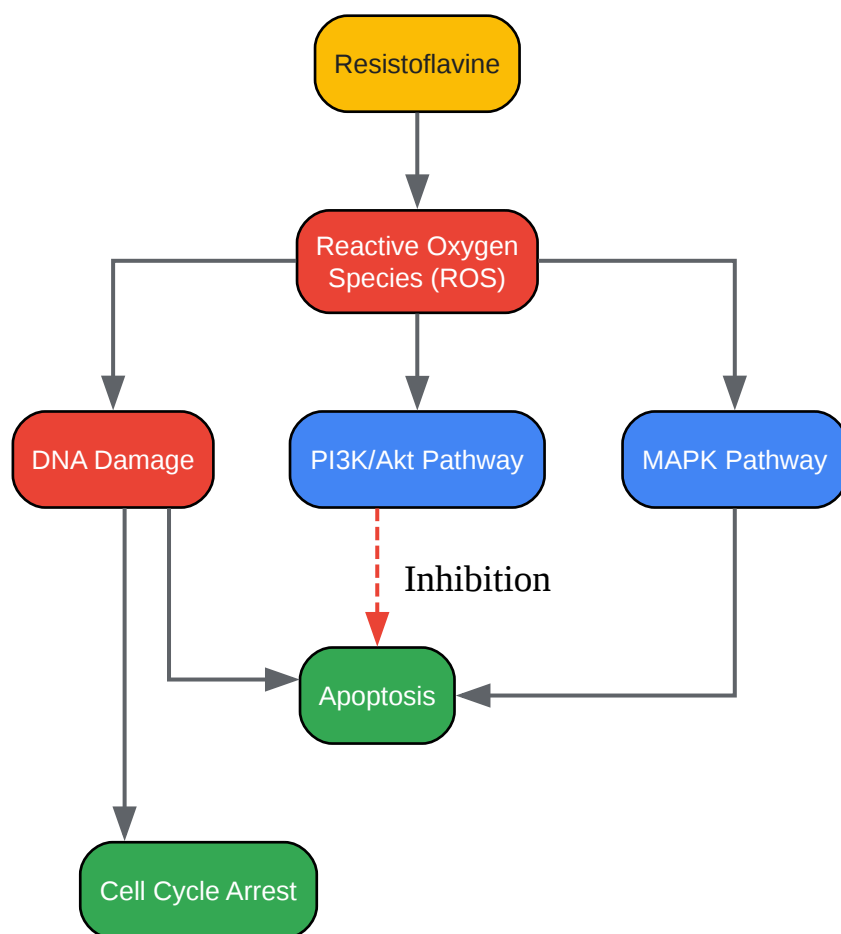 Resistoflavine
Reactive Oxygen
Species (ROS)
DNA Damage
PI3K/Akt Pathway
MAPK Pathway
Inhibition
Apoptosis
Cell Cycle Arrest